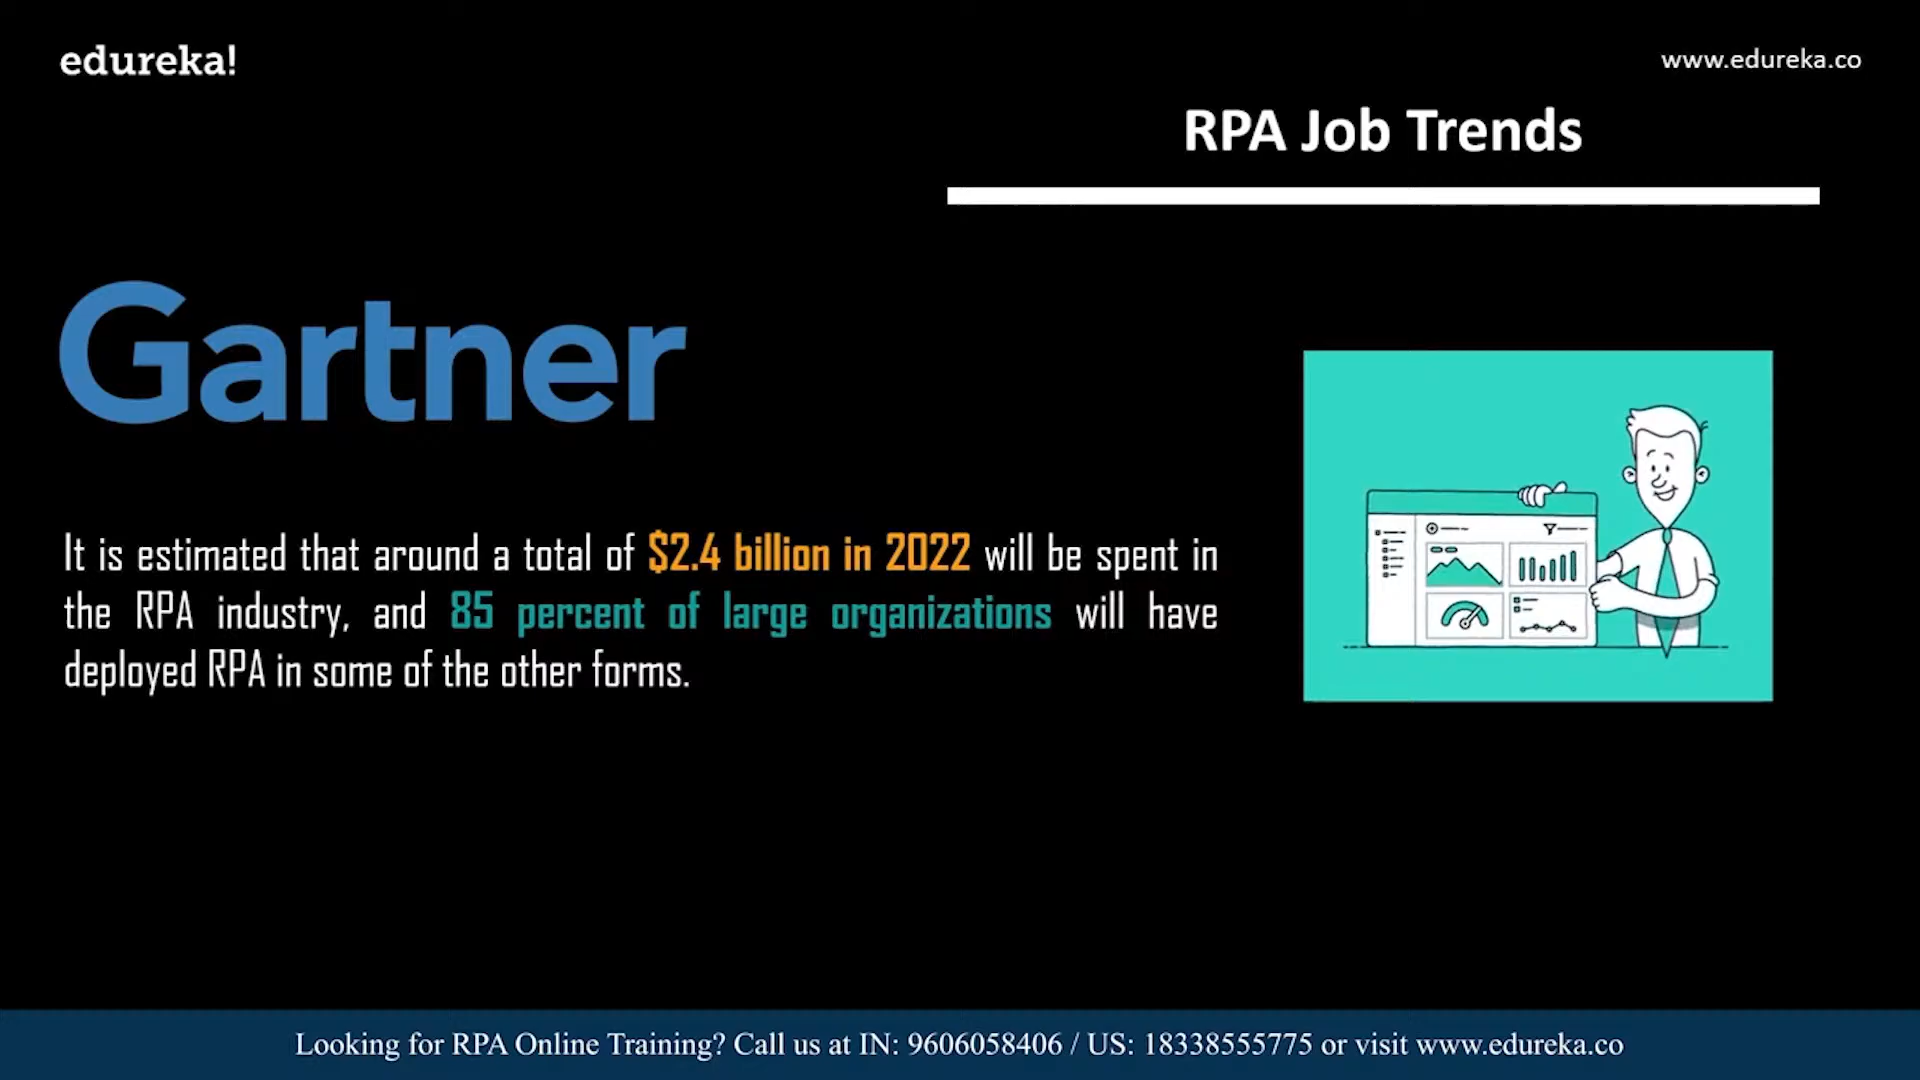 edureka!
www.edureka.co
RPA Job Trends
Gartner
It is estimated that around a total of $2.4 billion in 2022 will be spent in
the RPA industry, and 85 percent of large organizations will have
deployed RPA in some of the other forms.
Looking for RPA Online Training? Call us at IN: 9606058406 / US: 18338555775 or visit www.edureka.co